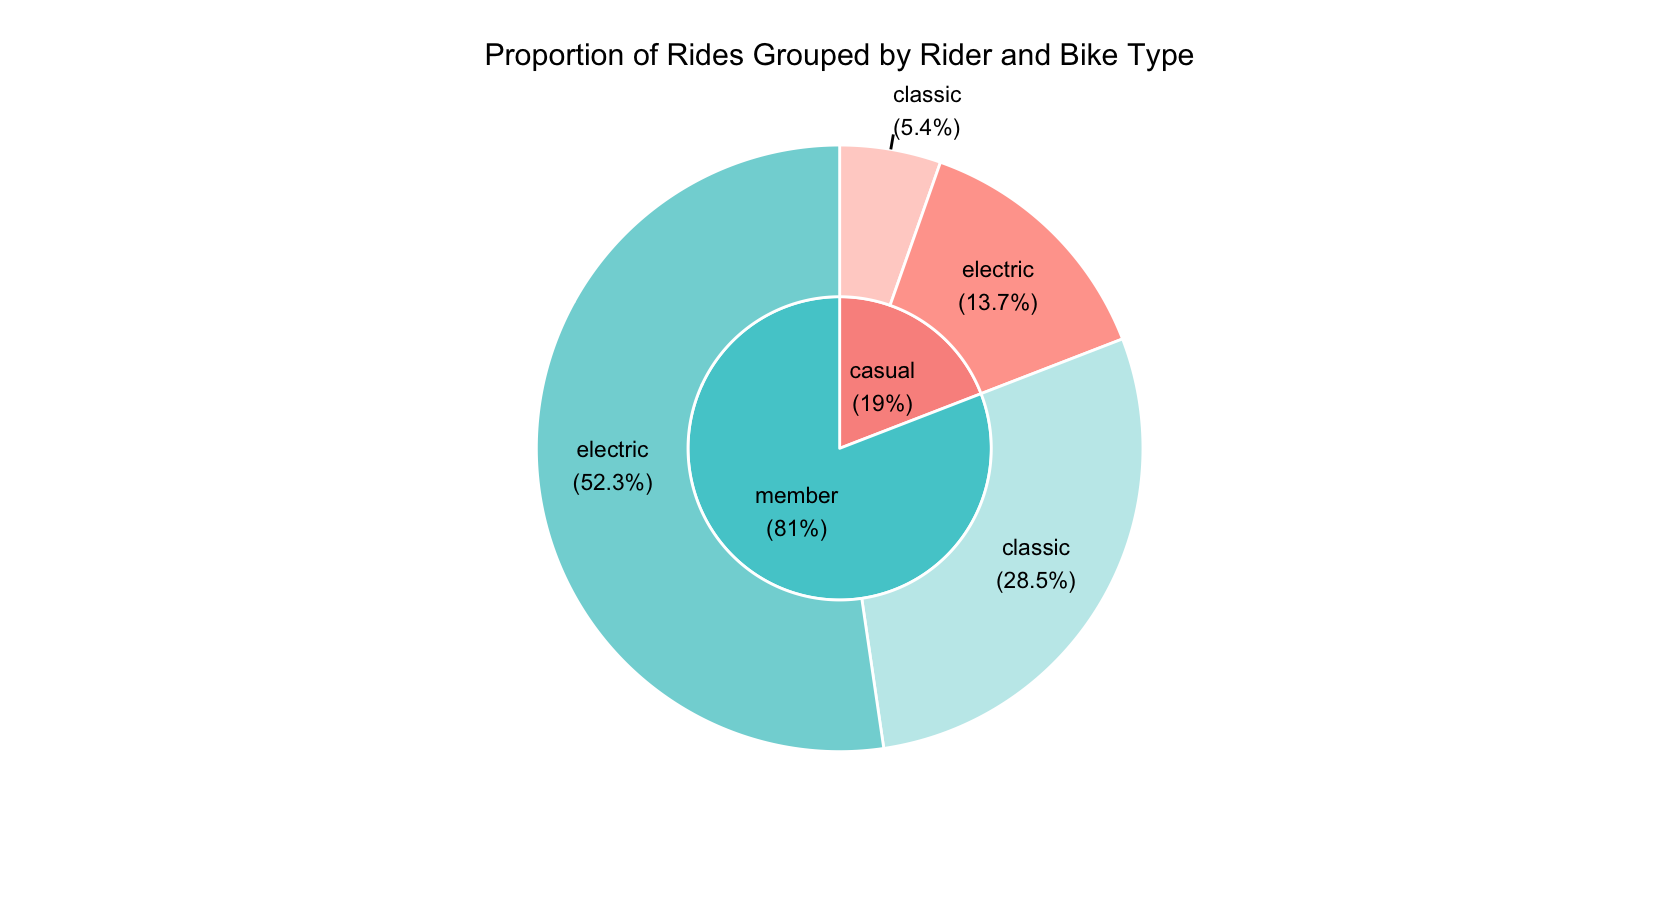 Proportion of Rides Grouped by Rider and Bike Type
classic
(5.4%)
electric
(13.7%)
casual
(19%)
electric
(52.3%)
member
(81%)
classic
(28.5%)